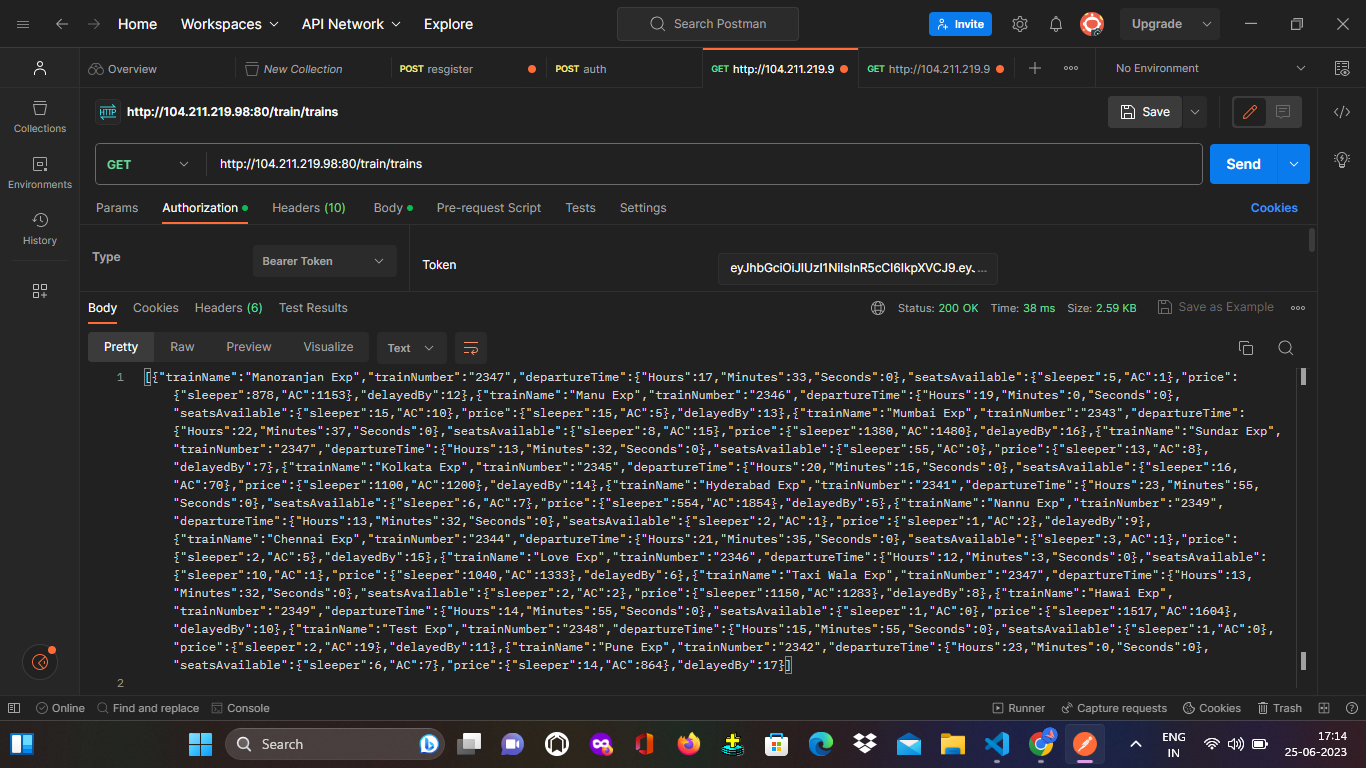 Home Workspaces API Network Explore Search Postman Invite Upgrade
Overview New Collection POST resgister POST auth GET http://104.211.219.9 GET http://104.211.219.9 No Environment
HTTP http://104.211.219.98:80/train/trains Save
Collections
GET http://104.211.219.98:80/train/trains Send
Environments
Params Authorization Headers (10) Body Pre-request Script Tests Settings Cookies
History
Type Bearer Token Token eyJhbGciOiJIUzI1NiIsInR5cCI6IkpXVCJ9.ey. ...
Body Cookies Headers (6) Test Results Status: 200 OK Time: 38 ms Size: 2.59 KB Save as Example
Pretty Raw Preview Visualize Text
1 [{"trainName":"Manoranjan Exp","trainNumber":"2347","departureTime":{"Hours":17,"Minutes":33,"Seconds":0},"seatsAvailable":{"sleeper":5,"AC":1},"price":
{"sleeper":878,"AC":1153},"delayedBy":12},{"trainName":"Manu Exp","trainNumber":"2346","departureTime":{"Hours":19,"Minutes":0,"Seconds":0},
"seatsAvailable":{"sleeper":15,"AC":10},"price":{"sleeper":15,"AC":5},"delayedBy":13},{"trainName":"Mumbai Exp","trainNumber":"2343","departureTime":
{"Hours":22,"Minutes":37,"Seconds":0},"seatsAvailable":{"sleeper":8,"AC":15},"price":{"sleeper":1380,"AC":1480},"delayedBy":16},{"trainName":"Sundar Exp",
"trainNumber":"2347","departureTime":{"Hours":13,"Minutes":32,"Seconds":0},"seatsAvailable":{"sleeper":55,"AC":0},"price":{"sleeper":13,"AC":8},
"delayedBy":7},{"trainName":"Kolkata Exp","trainNumber":"2345","departureTime":{"Hours":20,"Minutes":15,"Seconds":0},"seatsAvailable":{"sleeper":16,
"AC":70},"price":{"sleeper":1100,"AC":1200},"delayedBy":14},{"trainName":"Hyderabad Exp","trainNumber":"2341","departureTime":{"Hours":23,"Minutes":55,
"Seconds":0},"seatsAvailable":{"sleeper":6,"AC":7},"price":{"sleeper":554,"AC":1854},"delayedBy":5},{"trainName":"Nannu Exp","trainNumber":"2349",
"departureTime":{"Hours":13,"Minutes":32,"Seconds":0},"seatsAvailable":{"sleeper":2,"AC":1},"price":{"sleeper":1,"AC":2},"delayedBy":9},
{"trainName":"Chennai Exp","trainNumber":"2344","departureTime":{"Hours":21,"Minutes":35,"Seconds":0},"seatsAvailable":{"sleeper":3,"AC":1},"price":
{"sleeper":2,"AC":5},"delayedBy":15},{"trainName":"Love Exp","trainNumber":"2346","departureTime":{"Hours":12,"Minutes":3,"Seconds":0},"seatsAvailable":
{"sleeper":10,"AC":1},"price":{"sleeper":1040,"AC":1333},"delayedBy":6},{"trainName":"Taxi Wala Exp","trainNumber":"2347","departureTime":{"Hours":13,
"Minutes":32,"Seconds":0},"seatsAvailable":{"sleeper":2,"AC":2},"price":{"sleeper":1150,"AC":1283},"delayedBy":8},{"trainName":"Hawai Exp",
"trainNumber":"2349","departureTime":{"Hours":14,"Minutes":55,"Seconds":0},"seatsAvailable":{"sleeper":1,"AC":0},"price":{"sleeper":1517,"AC":1604},
"delayedBy":10},{"trainName":"Test Exp","trainNumber":"2348","departureTime":{"Hours":15,"Minutes":55,"Seconds":0},"seatsAvailable":{"sleeper":1,"AC":0},
"price":{"sleeper":2,"AC":19},"delayedBy":11},{"trainName":"Pune Exp","trainNumber":"2342","departureTime":{"Hours":23,"Minutes":0,"Seconds":0},
"seatsAvailable":{"sleeper":6,"AC":7},"price":{"sleeper":14,"AC":864},"delayedBy":17}]
2
Online Find and replace Console Runner Capture requests Cookies Trash
Search ENG IN 17:14 25-06-2023